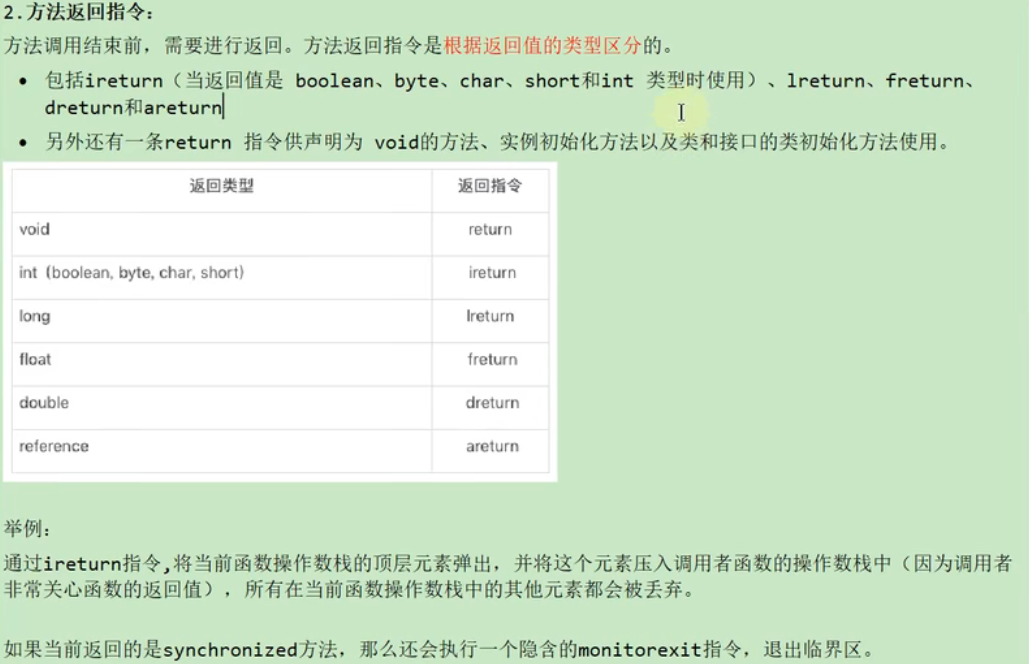 2.方法返回指令：
方法调用结束前，需要进行返回。方法返回指令是根据返回值的类型区分的。
• 包括ireturn（当返回值是 boolean、byte、char、short和int 类型时使用）、lreturn、freturn、
dreturn和areturn
• 另外还有一条return 指令供声明为 void的方法、实例初始化方法以及类和接口的类初始化方法使用。
返回类型 返回指令
void return
int (boolean, byte, char, short) ireturn
long lreturn
float freturn
double dreturn
reference areturn
举例：
通过ireturn指令,将当前函数操作数栈的顶层元素弹出，并将这个元素压入调用者函数的操作数栈中（因为调用者
非常关心函数的返回值），所有在当前函数操作数栈中的其他元素都会被丢弃。
如果当前返回的是synchronized方法，那么还会执行一个隐含的monitorexit指令，退出临界区。